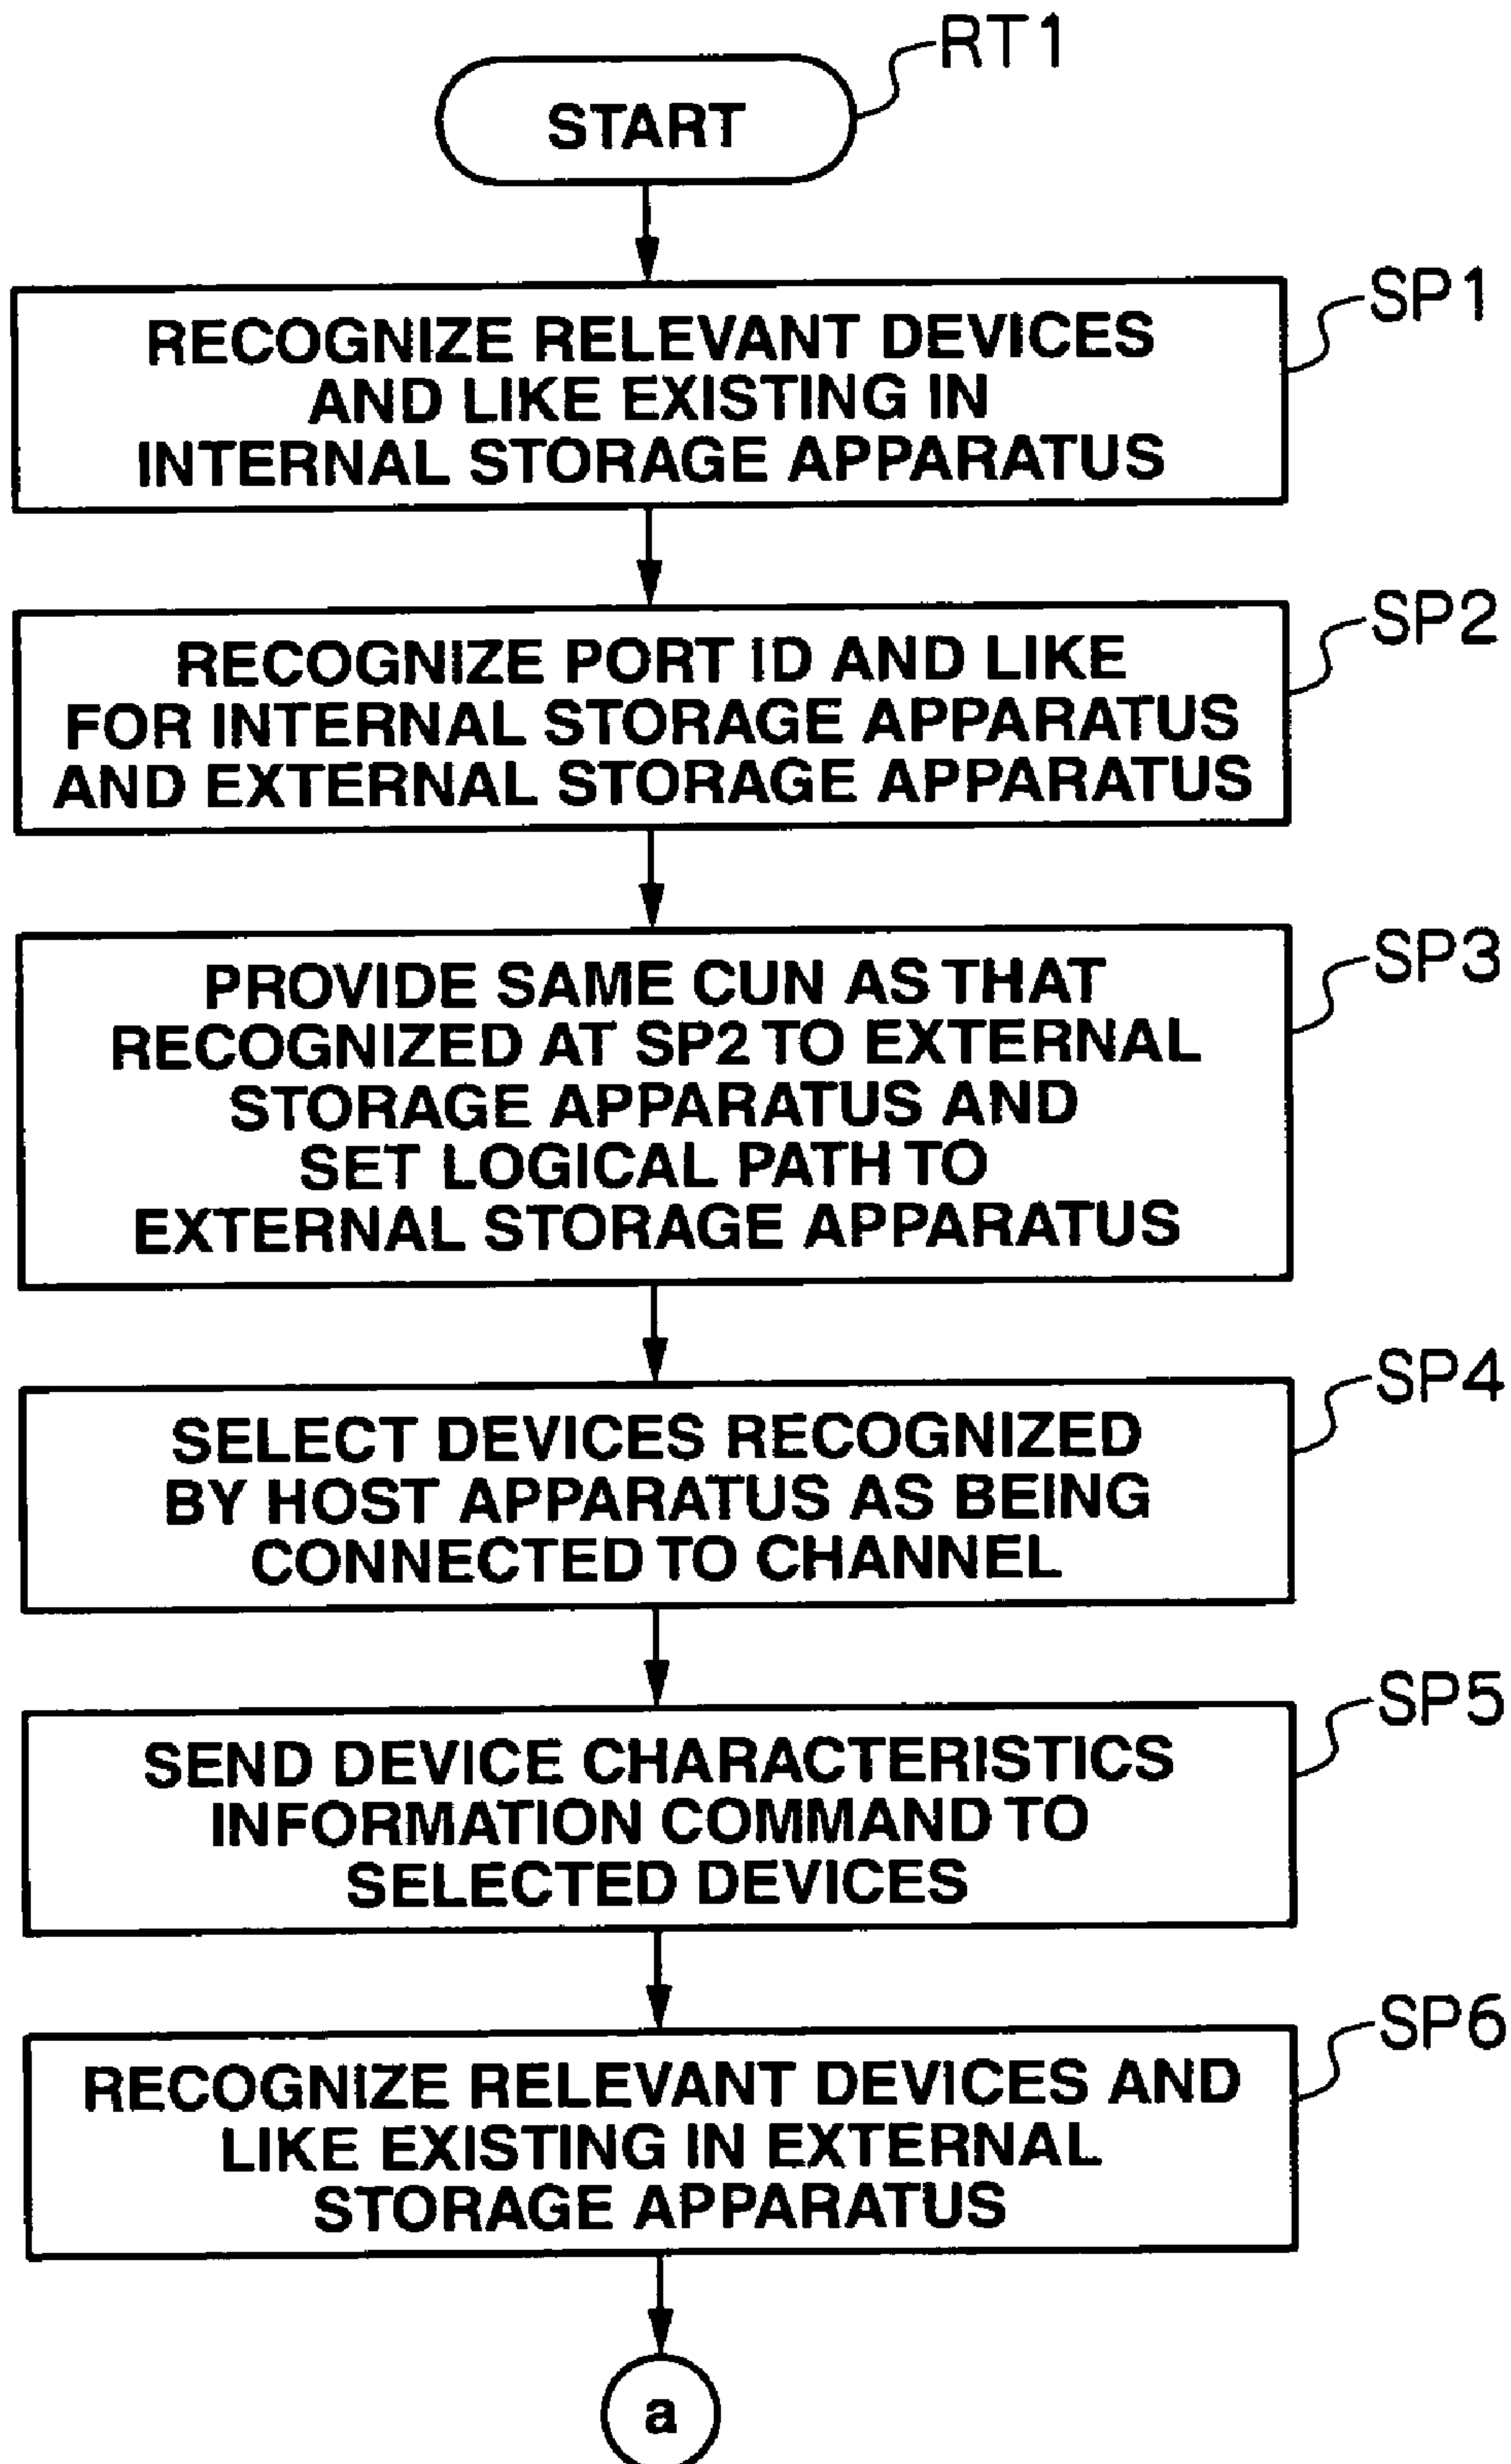 RT1
START
SP1
RECOGNIZE RELEVANT DEVICES
AND LIKE EXISTING IN
INTERNAL STORAGE APPARATUS
SP2
RECOGNIZE PORT ID AND LIKE
FOR INTERNAL STORAGE APPARATUS
AND EXTERNAL STORAGE APPARATUS
SP3
PROVIDE SAME CUN AS THAT
RECOGNIZED AT SP2 TO EXTERNAL
STORAGE APPARATUS AND
SET LOGICAL PATH TO
EXTERNAL STORAGE APPARATUS
SP4
SELECT DEVICES RECOGNIZED
BY HOST APPARATUS AS BEING
CONNECTED TO CHANNEL
SP5
SEND DEVICE CHARACTERISTICS
INFORMATION COMMAND TO
SELECTED DEVICES
SP6
RECOGNIZE RELEVANT DEVICES AND
LIKE EXISTING IN EXTERNAL
STORAGE APPARATUS
a